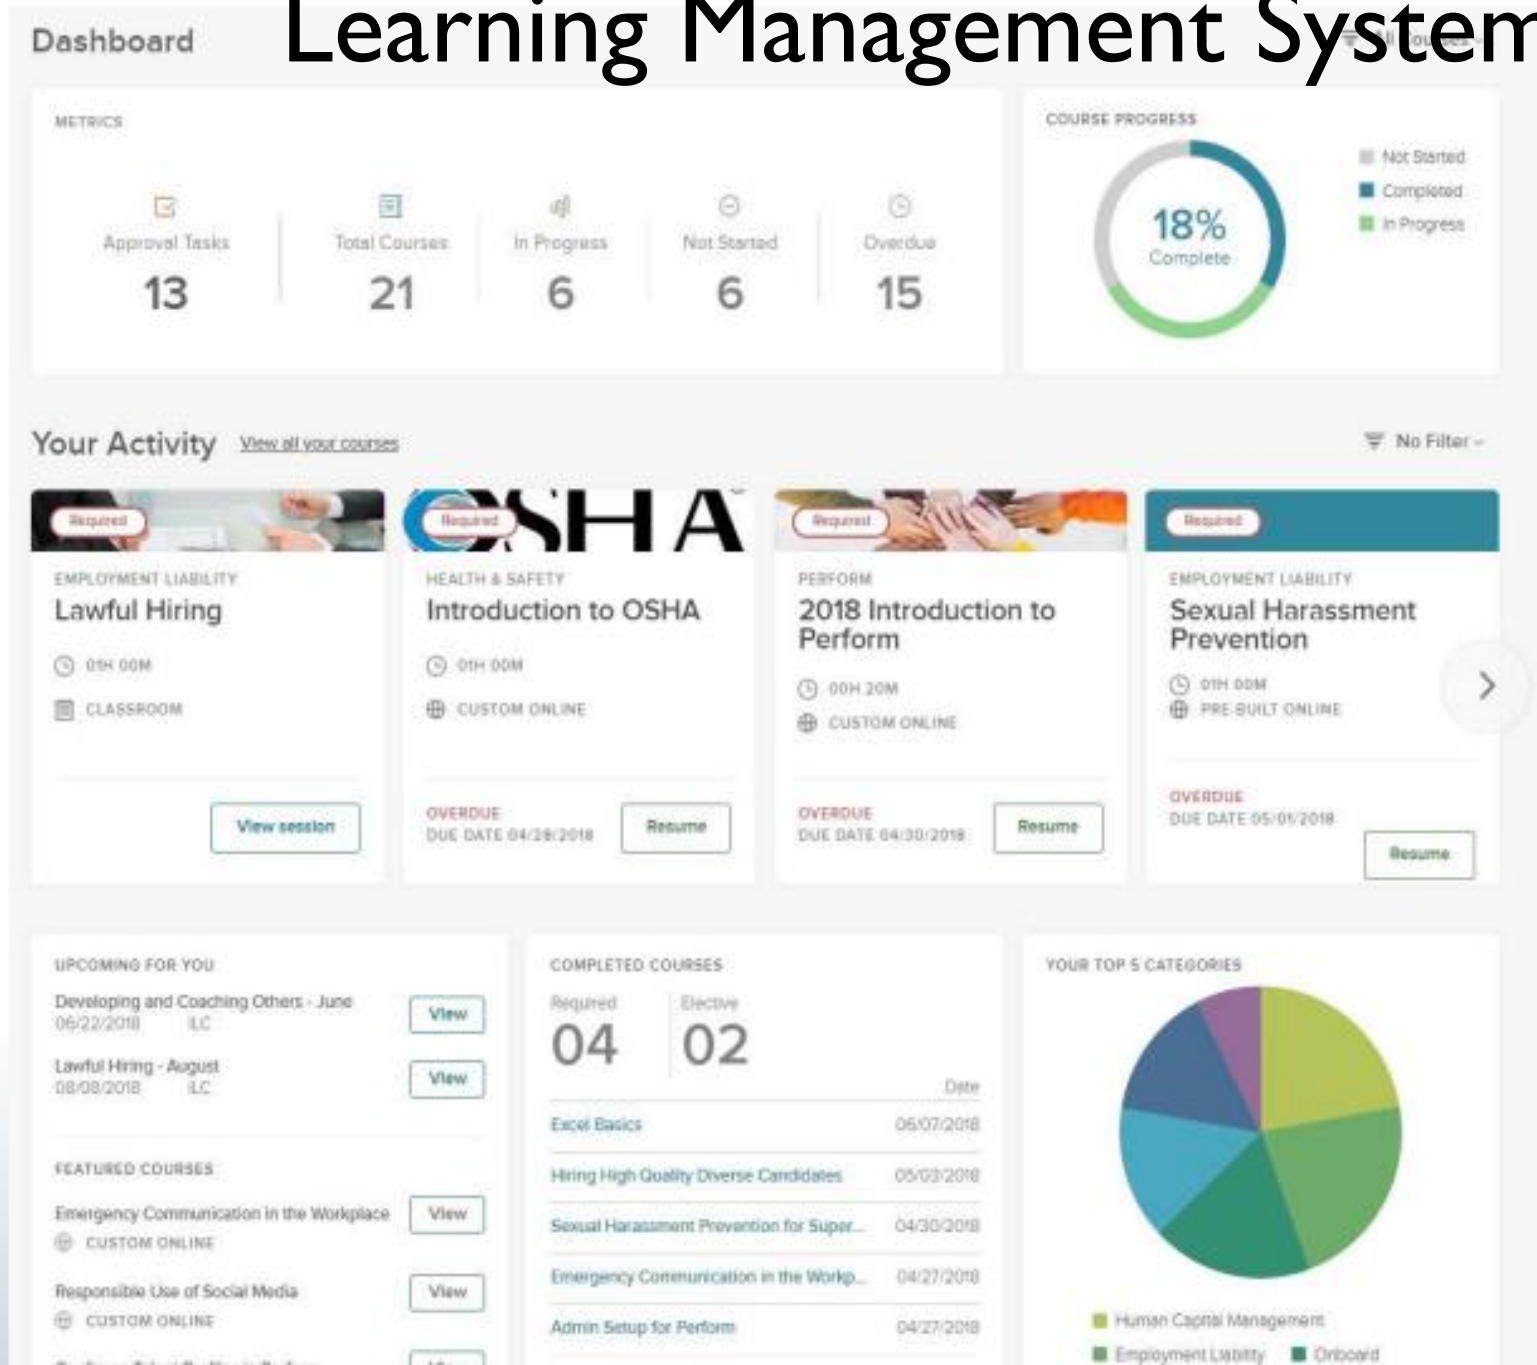 Learning Management System
Dashboard
All Courses
METRICS
Approval Tasks
13
Total Courses
21
In Progress
6
Not Started
6
Overdue
15
COURSE PROGRESS
18%
Complete
Not Started
Completed
In Progress
Your Activity
View all your courses
No Filter
Required
EMPLOYMENT LIABILITY
Lawful Hiring
01H 00M
CLASSROOM
View session
OSHA
Required
HEALTH & SAFETY
Introduction to OSHA
01H 00M
CUSTOM ONLINE
OVERDUE
DUE DATE 04/28/2018
Resume
Required
PERFORM
2018 Introduction to
Perform
00H 20M
CUSTOM ONLINE
OVERDUE
DUE DATE 04/30/2018
Resume
Required
EMPLOYMENT LIABILITY
Sexual Harassment
Prevention
01H 00M
PRE-BUILT ONLINE
OVERDUE
DUE DATE 05/01/2018
Resume
UPCOMING FOR YOU
Developing and Coaching Others - June
06/22/2018 ILC
View
Lawful Hiring - August
08/08/2018 ILC
View
FEATURED COURSES
Emergency Communication in the Workplace
CUSTOM ONLINE
View
Responsible Use of Social Media
CUSTOM ONLINE
View
COMPLETED COURSES
Required
04
Elective
02
Date
Excel Basics 06/07/2018
Hiring High Quality Diverse Candidates 05/03/2018
Sexual Harassment Prevention for Super... 04/30/2018
Emergency Communication in the Workp... 04/27/2018
Admin Setup for Perform 04/27/2018
YOUR TOP 5 CATEGORIES
Human Capital Management
Employment Liability Onboard